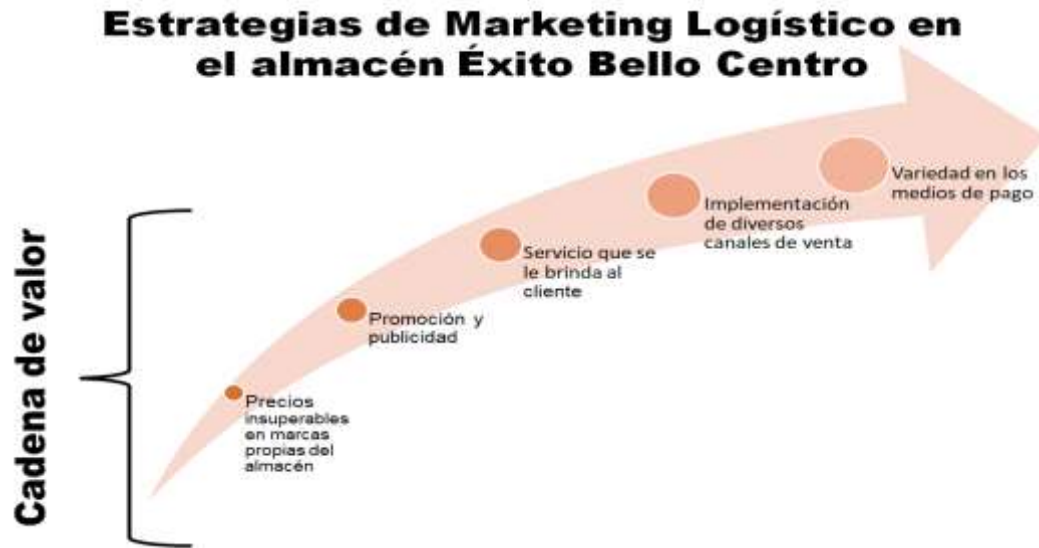 Estrategias de Marketing Logístico en
el almacén Éxito Bello Centro
Cadena de valor
Precios
insuperables
en marcas
propias del
almacén
Promoción y
publicidad
Servicio que se
le brinda al
cliente
Implementación
de diversos
canales de venta
Variedad en los
medios de pago